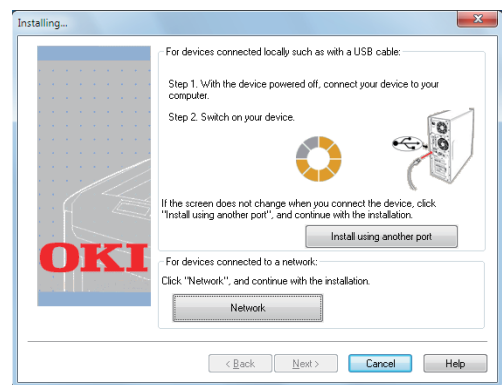 Installing...
For devices connected locally such as with a USB cable:
Step 1. With the device powered off, connect your device to your
computer.
Step 2. Switch on your device.
If the screen does not change when you connect the device, click
"Install using another port", and continue with the installation.
Install using another port
OKI
For devices connected to a network:
Click "Network", and continue with the installation.
Network
< Back
Next >
Cancel
Help